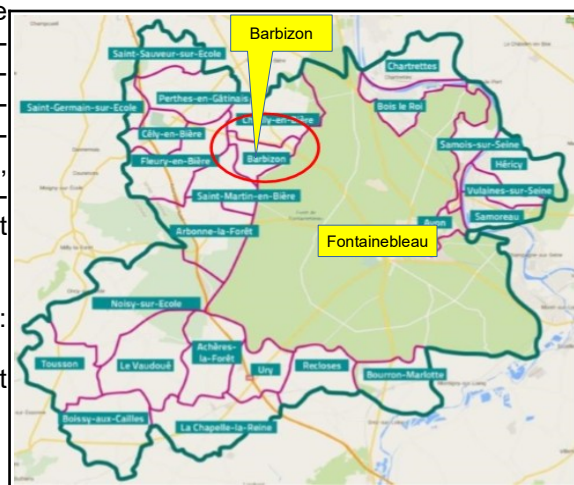 e
,
t
:
t
Barbizon
Champcueil
Saint-Sauveur-sur-Ecole
Chartrettes
Perthes-en-Gâtinais
Bois le Roi
Saint-Germain-sur-Ecole
Cély-en-Bière
Samois-sur-Seine
Fleury-en-Bière
Barbizon
Héricy
Vulaines-sur-Seine
Saint-Martin-en-Bière
Samoreau
Avon
Arbonne-la-Forêt
Fontainebleau
Noisy-sur-Ecole
Tousson
Le Vaudoué
Achères-
la-Forêt
Ury
Recloses
Bourron-Marlotte
Boissy-aux-Cailles
La Chapelle-la-Reine